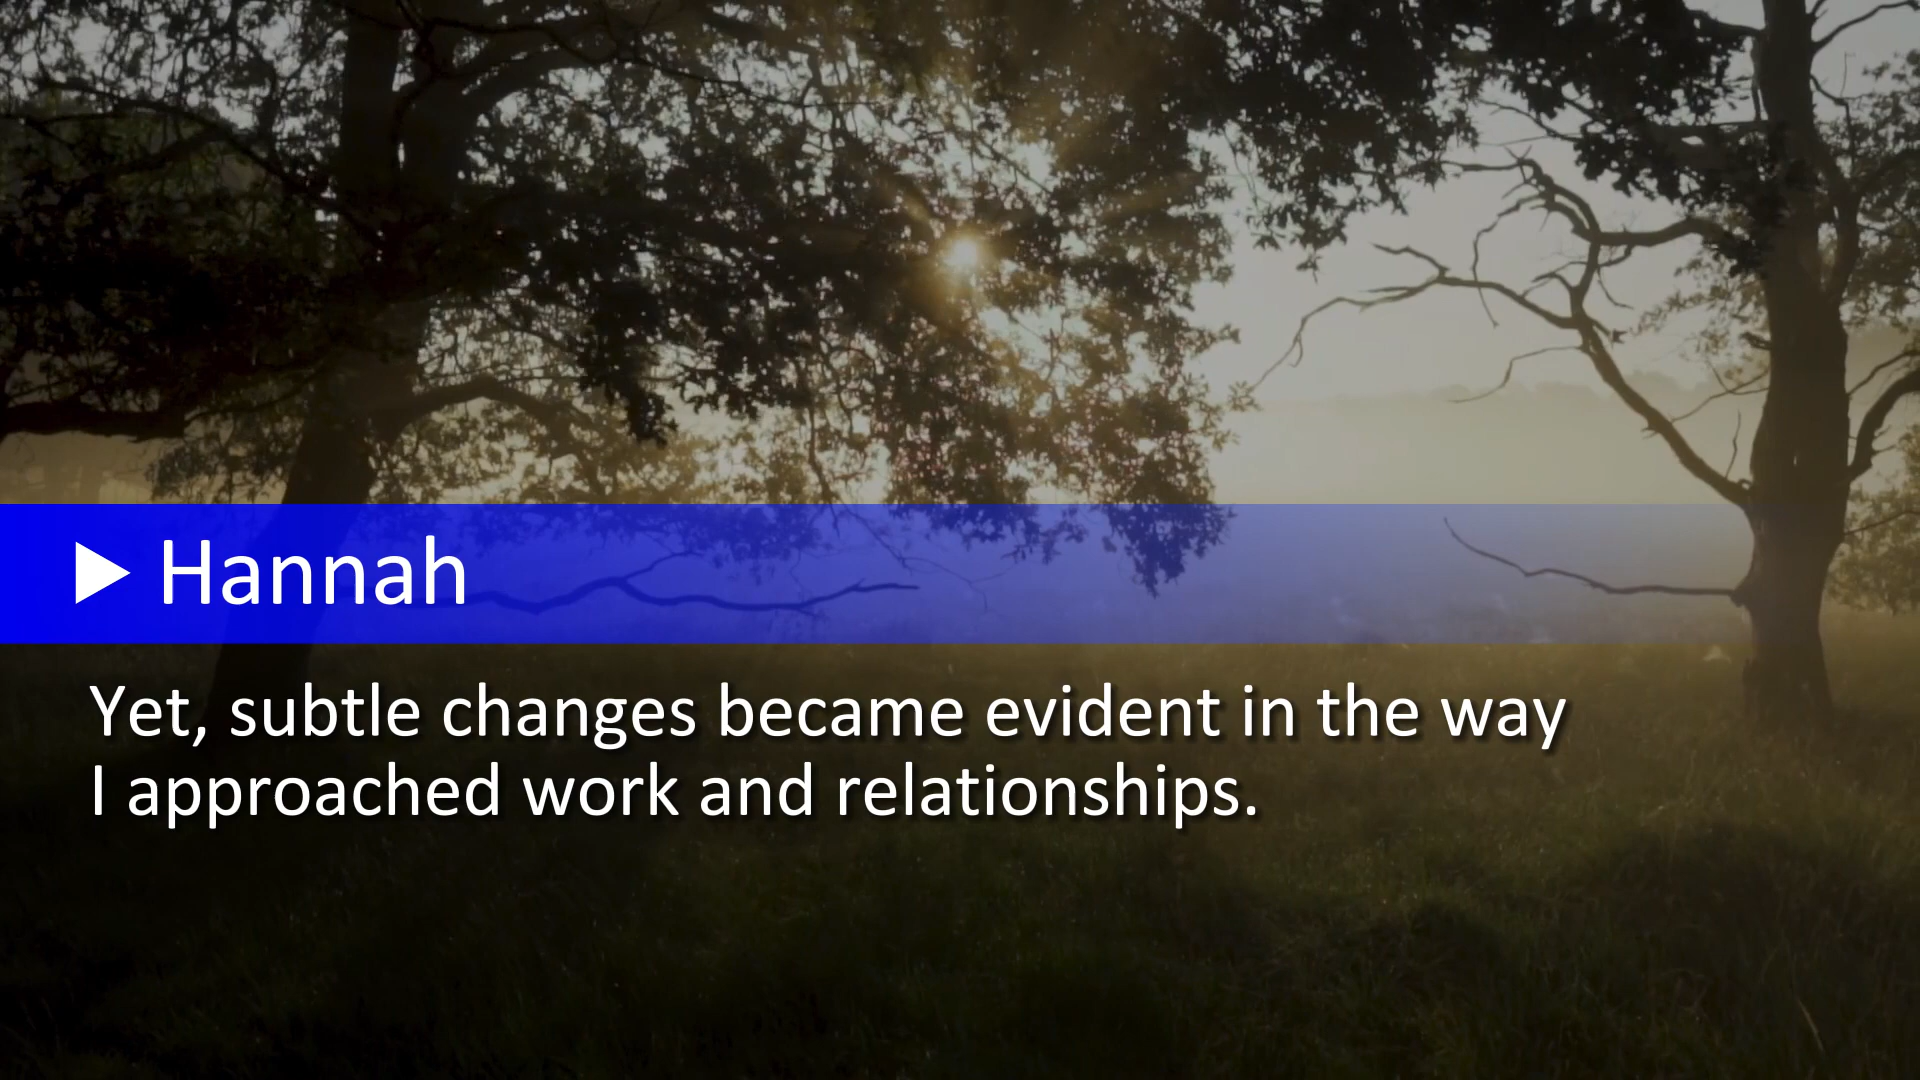 Hannah
Yet, subtle changes became evident in the way
I approached work and relationships.